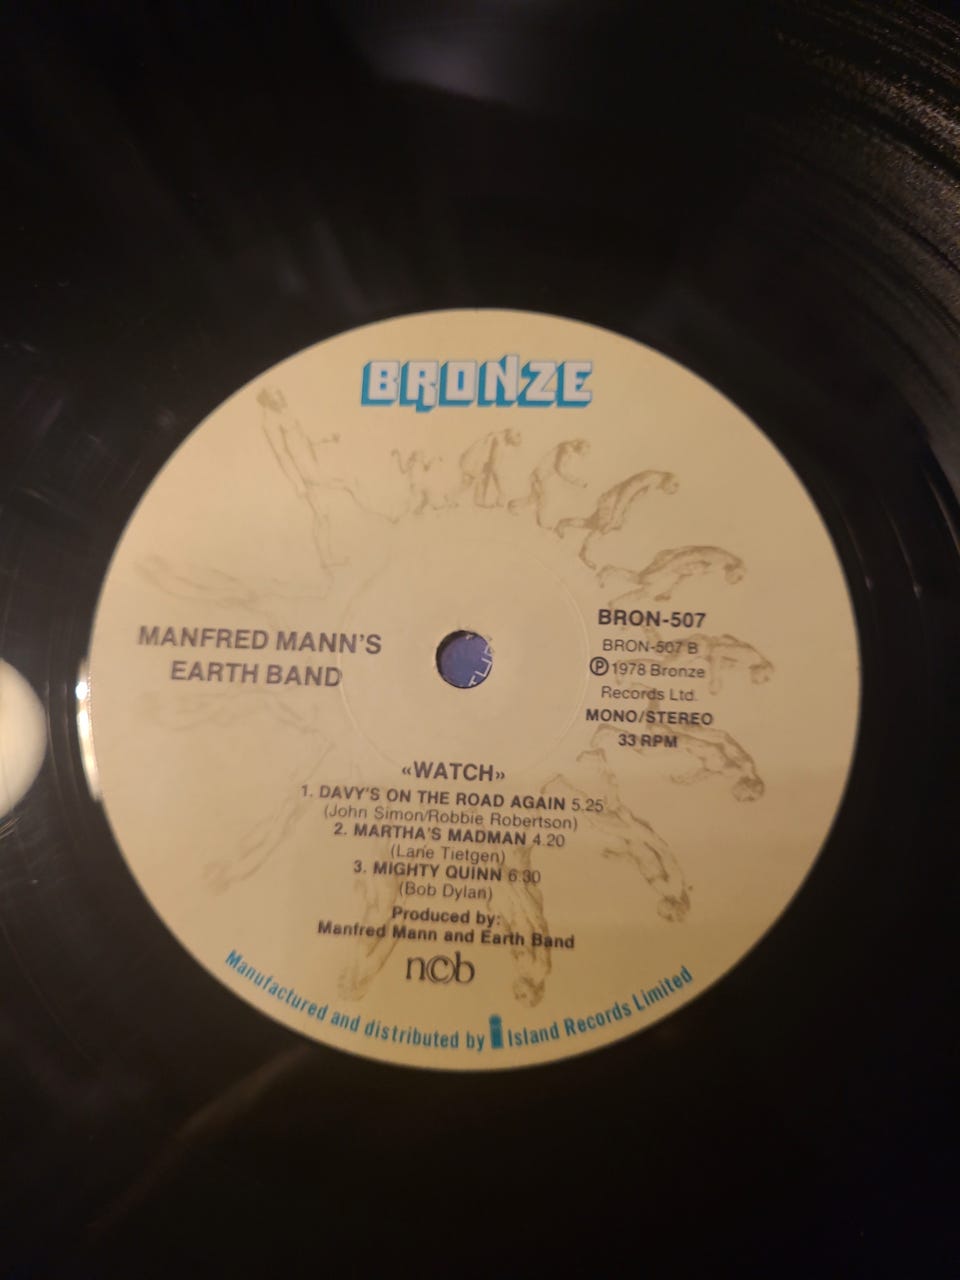 BRONZE
MANFRED MANN'S
EARTH BAND
BRON-507
BRON-507 B
Ⓟ1978 Bronze
Records Ltd.
MONO/STEREO
33 RPM
«WATCH»
1. DAVY'S ON THE ROAD AGAIN 5.25
(John Simon/Robbie Robertson)
2. MARTHA'S MADMAN 4.20
(Lane Tietgen)
3. MIGHTY QUINN 6:30
(Bob Dylan)
Produced by:
Manfred Mann and Earth Band
n©b
Manufactured and distributed by i Island Records Limited